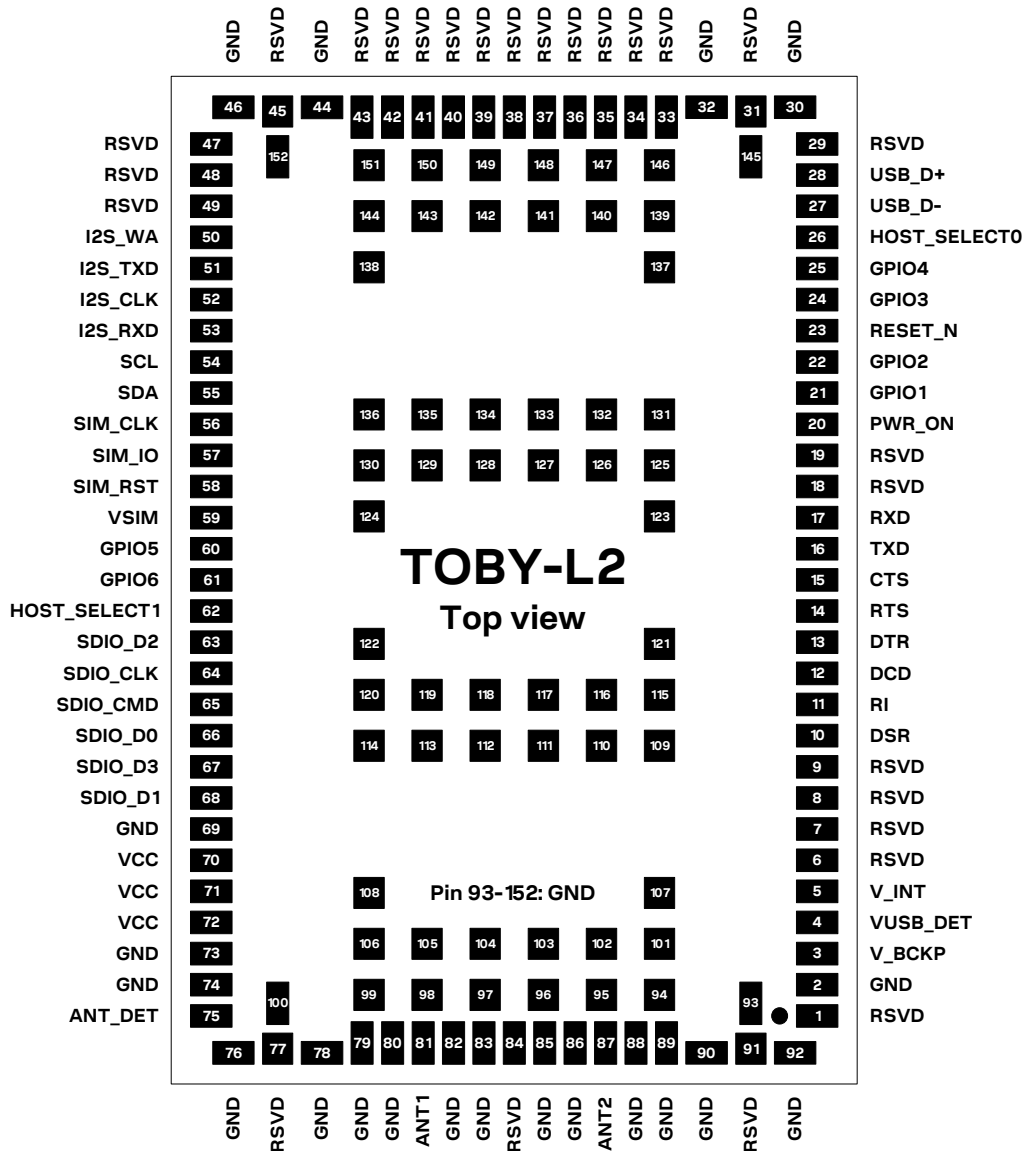 GND RSVD GND RSVD RSVD RSVD RSVD RSVD RSVD RSVD RSVD RSVD RSVD RSVD GND RSVD GND
46 45 44 43 42 41 40 39 38 37 36 35 34 33 32 31 30
RSVD 47 152 151 150 149 148 147 146 145 29 RSVD
RSVD 48 28 USB_D+
RSVD 49 144 143 142 141 140 139 27 USB_D-
I2S_WA 50 26 HOST_SELECT0
I2S_TXD 51 138 137 25 GPIO4
I2S_CLK 52 24 GPIO3
I2S_RXD 53 23 RESET_N
SCL 54 22 GPIO2
SDA 55 21 GPIO1
SIM_CLK 56 136 135 134 133 132 131 20 PWR_ON
SIM_IO 57 130 129 128 127 126 125 19 RSVD
SIM_RST 58 18 RSVD
VSIM 59 124 123 17 RXD
GPIO5 60 16 TXD
TOBY-L2
GPIO6 61 15 CTS
HOST_SELECT1 62 14 RTS
Top view
SDIO_D2 63 122 121 13 DTR
SDIO_CLK 64 12 DCD
SDIO_CMD 65 120 119 118 117 116 115 11 RI
SDIO_D0 66 114 113 112 111 110 109 10 DSR
SDIO_D3 67 9 RSVD
SDIO_D1 68 8 RSVD
GND 69 7 RSVD
VCC 70 6 RSVD
VCC 71 108 Pin 93-152: GND 107 5 V_INT
VCC 72 4 VUSB_DET
GND 73 106 105 104 103 102 101 3 V_BCKP
GND 74 2 GND
100 99 98 97 96 95 94 93
ANT_DET 75 1 RSVD
76 77 78 79 80 81 82 83 84 85 86 87 88 89 90 91 92
GND RSVD GND GND GND ANT1 GND GND RSVD GND GND ANT2 GND GND GND RSVD GND